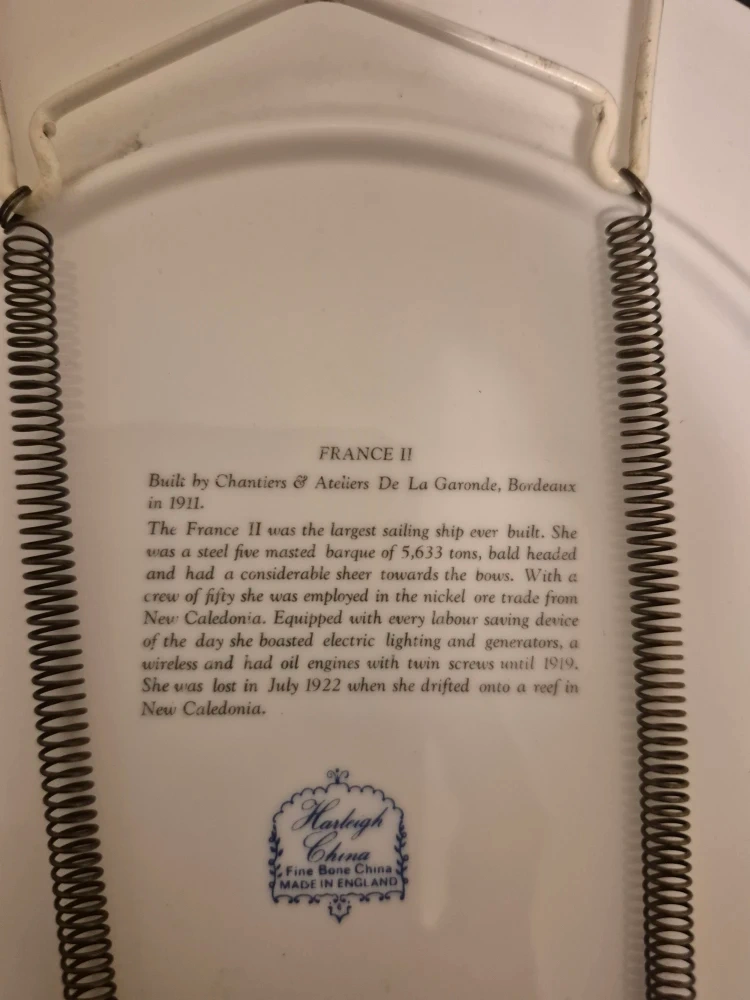 FRANCE II
Built by Chantiers & Ateliers De La Garonde, Bordeaux
in 1911.
The France II was the largest sailing ship ever built. She
was a steel five masted barque of 5,633 tons, bald headed
and had a considerable sheer towards the bows. With a
crew of fifty she was employed in the nickel ore trade from
New Caledonia. Equipped with every labour saving device
of the day she boasted electric lighting and generators, a
wireless and had oil engines with twin screws until 1919.
She was lost in July 1922 when she drifted onto a reef in
New Caledonia.
Harleigh
China
Fine Bone China
MADE IN ENGLAND